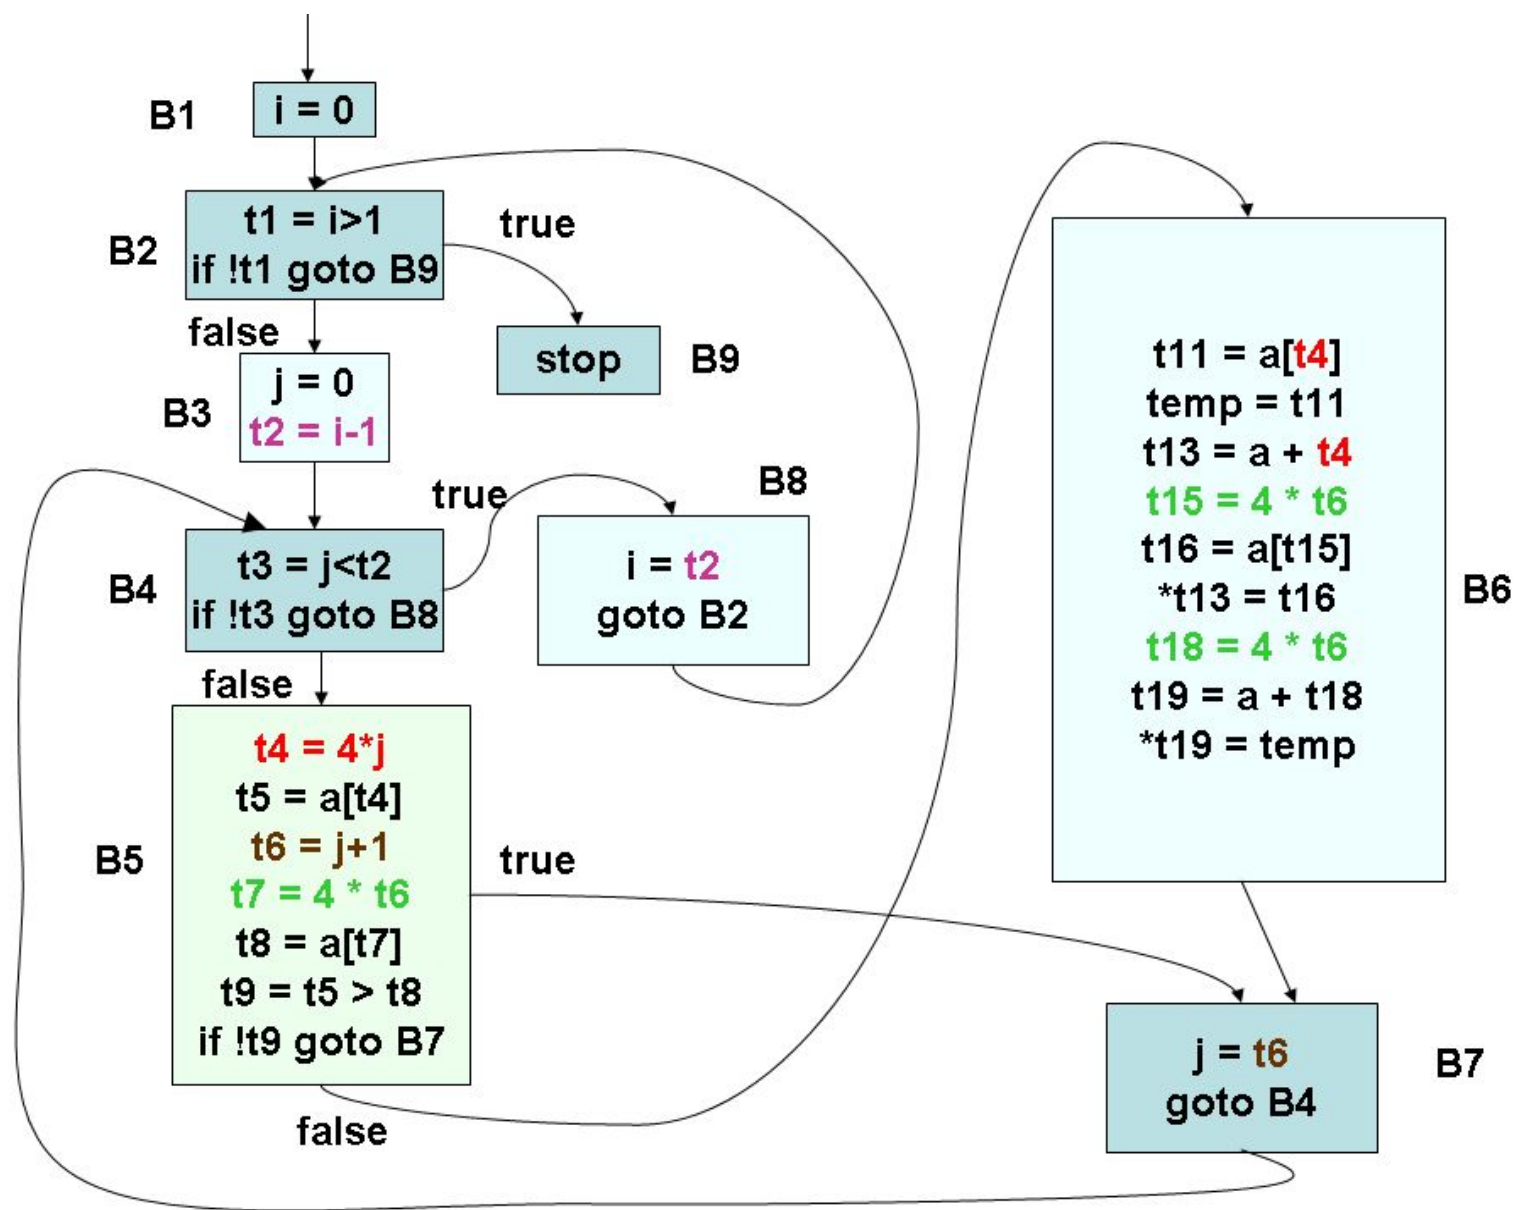 B1
i = 0
B2
t1 = i>1
if !t1 goto B9
true
false
stop
B9
B3
j = 0
t2 = i-1
true
B8
B4
t3 = j<t2
if !t3 goto B8
i = t2
goto B2
false
B5
t4 = 4*j
t5 = a[t4]
t6 = j+1
t7 = 4 * t6
t8 = a[t7]
t9 = t5 > t8
if !t9 goto B7
true
false
t11 = a[t4]
temp = t11
t13 = a + t4
t15 = 4 * t6
t16 = a[t15]
*t13 = t16
t18 = 4 * t6
t19 = a + t18
*t19 = temp
B6
j = t6
goto B4
B7